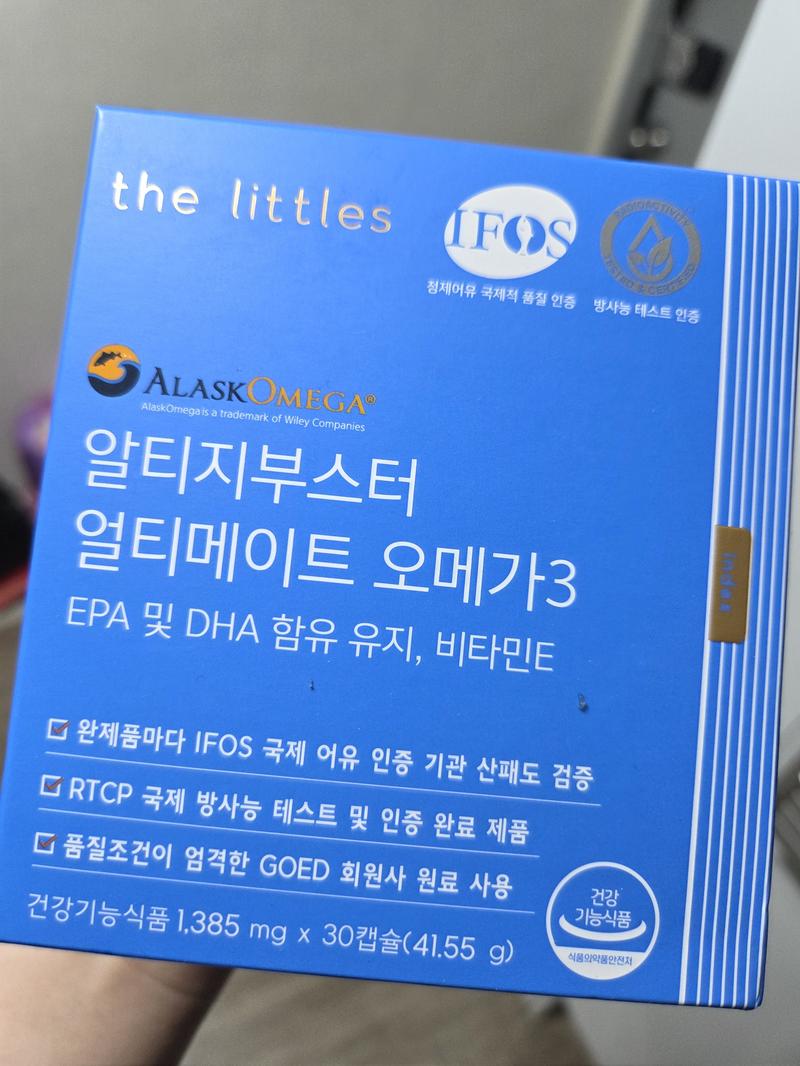 the littles
IFOS
정제어유 국제적 품질 인증
RADIOACTIVITY
TESTED & CERTIFIED
방사능 테스트 인증
ALASKOMEGA®
AlaskOmega is a trademark of Wiley Companies
알티지부스터
얼티메이트 오메가3
EPA 및 DHA 함유 유지, 비타민E
완제품마다 IFOS 국제 어유 인증 기관 산패도 검증
RTCP 국제 방사능 테스트 및 인증 완료 제품
품질조건이 엄격한 GOED 회원사 원료 사용
건강기능식품 1,385 mg x 30캡슐(41.55 g)
건강
기능식품
식품의약품안전처